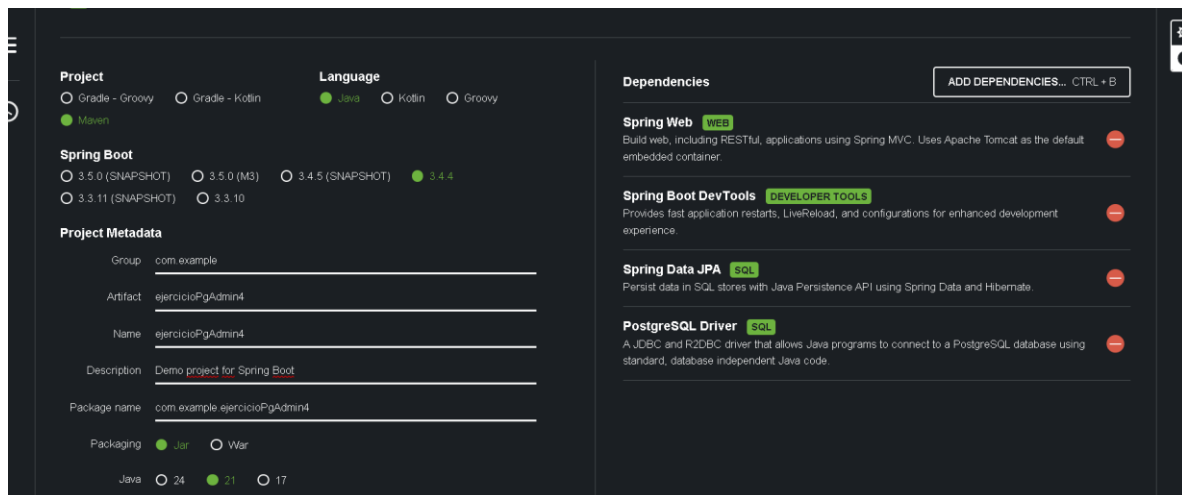 Project
Gradle - Groovy Gradle - Kotlin
Maven
Language
Java Kotlin Groovy
Spring Boot
3.5.0 (SNAPSHOT) 3.5.0 (M3) 3.4.5 (SNAPSHOT) 3.4.4
3.3.11 (SNAPSHOT) 3.3.10
Project Metadata
Group com.example
Artifact ejercicioPgAdmin4
Name ejercicioPgAdmin4
Description Demo project for Spring Boot
Package name com.example.ejercicioPgAdmin4
Packaging Jar War
Java 24 21 17
Dependencies
ADD DEPENDENCIES... CTRL + B
Spring Web WEB
Build web, including RESTful, applications using Spring MVC. Uses Apache Tomcat as the default
embedded container.
Spring Boot DevTools DEVELOPER TOOLS
Provides fast application restarts, LiveReload, and configurations for enhanced development
experience.
Spring Data JPA SQL
Persist data in SQL stores with Java Persistence API using Spring Data and Hibernate.
PostgreSQL Driver SQL
A JDBC and R2DBC driver that allows Java programs to connect to a PostgreSQL database using
standard, database independent Java code.